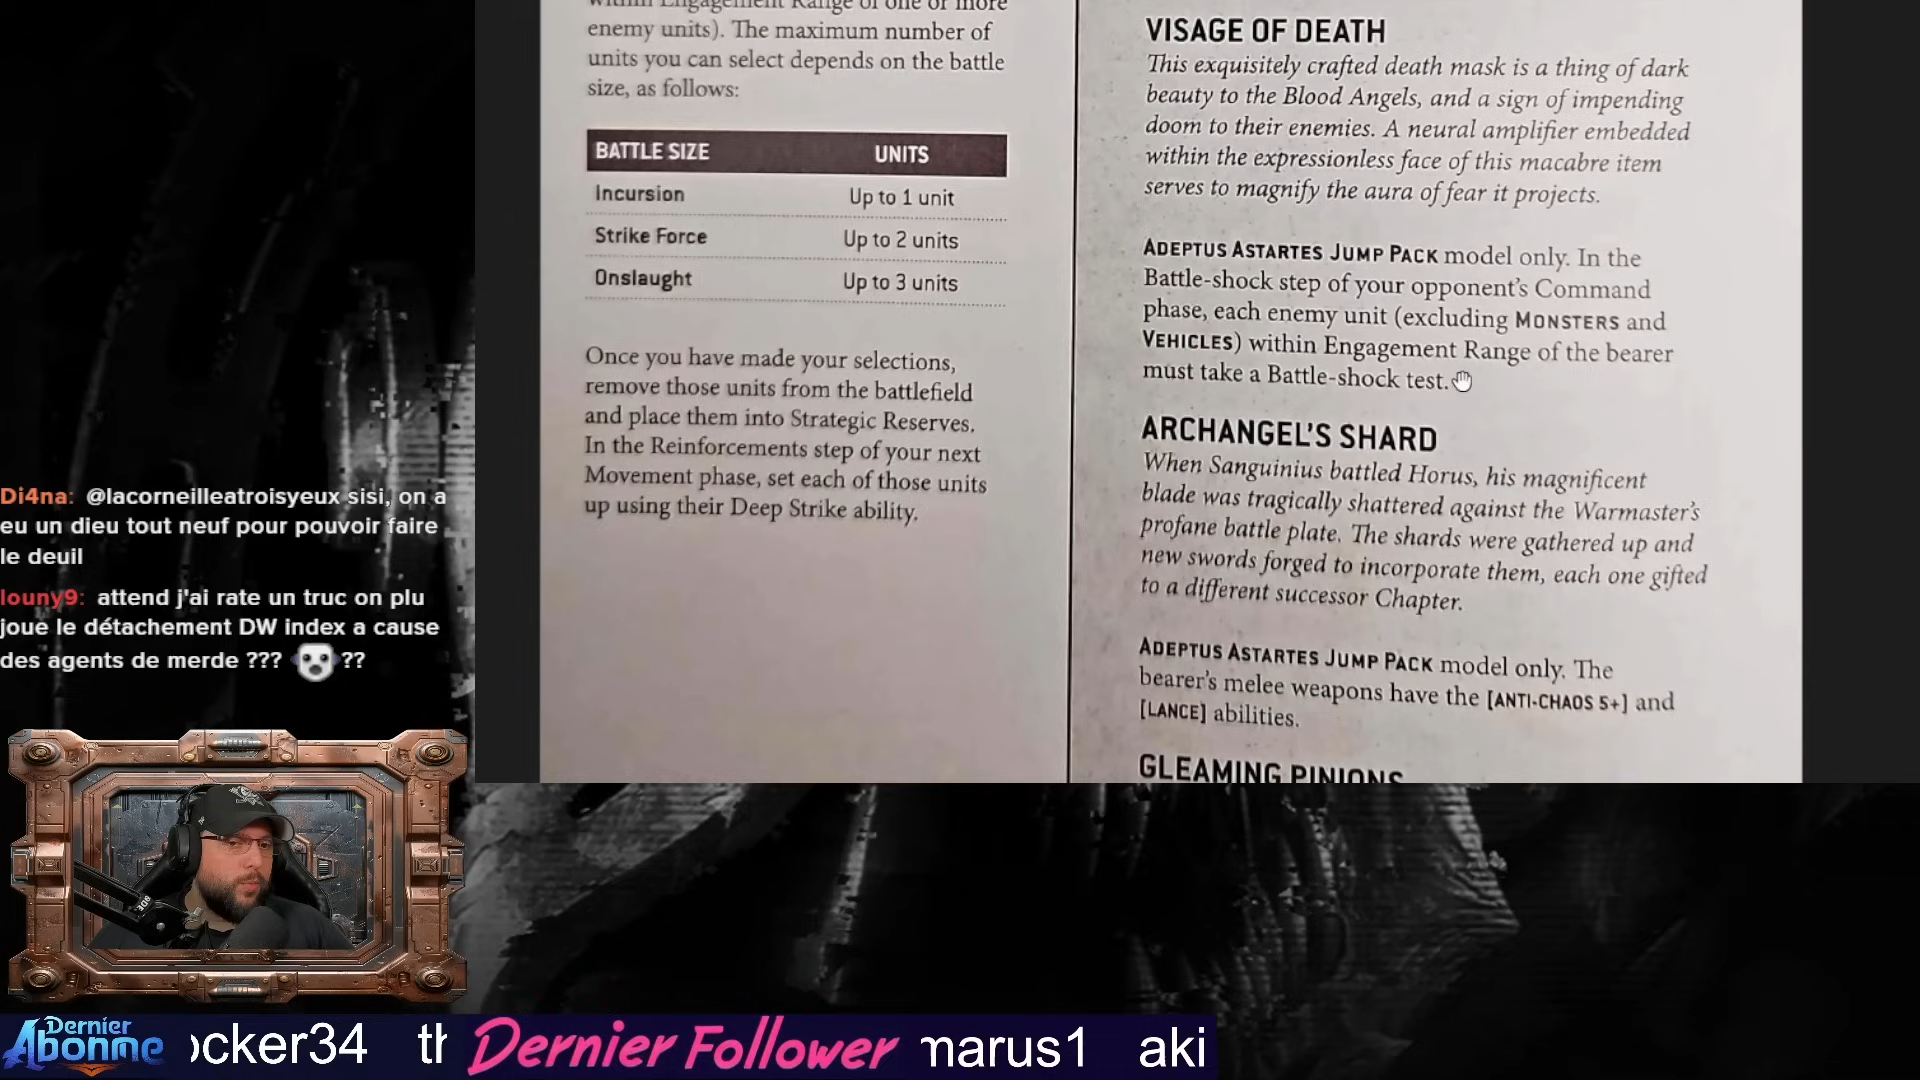 within Engagement Range of one or more
enemy units). The maximum number of
units you can select depends on the battle
size, as follows:
BATTLE SIZE UNITS
Incursion Up to 1 unit
Strike Force Up to 2 units
Onslaught Up to 3 units
Once you have made your selections,
remove those units from the battlefield
and place them into Strategic Reserves.
In the Reinforcements step of your next
Movement phase, set each of those units
up using their Deep Strike ability.
VISAGE OF DEATH
This exquisitely crafted death mask is a thing of dark
beauty to the Blood Angels, and a sign of impending
doom to their enemies. A neural amplifier embedded
within the expressionless face of this macabre item
serves to magnify the aura of fear it projects.
ADEPTUS ASTARTES JUMP PACK model only. In the
Battle-shock step of your opponent's Command
phase, each enemy unit (excluding MONSTERS and
VEHICLES) within Engagement Range of the bearer
must take a Battle-shock test.
ARCHANGEL'S SHARD
When Sanguinius battled Horus, his magnificent
blade was tragically shattered against the Warmaster's
profane battle plate. The shards were gathered up and
new swords forged to incorporate them, each one gifted
to a different successor Chapter.
ADEPTUS ASTARTES JUMP PACK model only. The
bearer's melee weapons have the [ANTI-CHAOS 5+] and
[LANCE] abilities.
GLEAMING PINIONS
Di4na: @lacorneilleatroisyeux sisi, on a
eu un dieu tout neuf pour pouvoir faire
le deuil
louny9: attend j'ai rate un truc on plu
joue le détachement DW index a cause
des agents de merde ??? ??
Dernier
Abonné
ocker34 th
Dernier Follower
marus1 aki